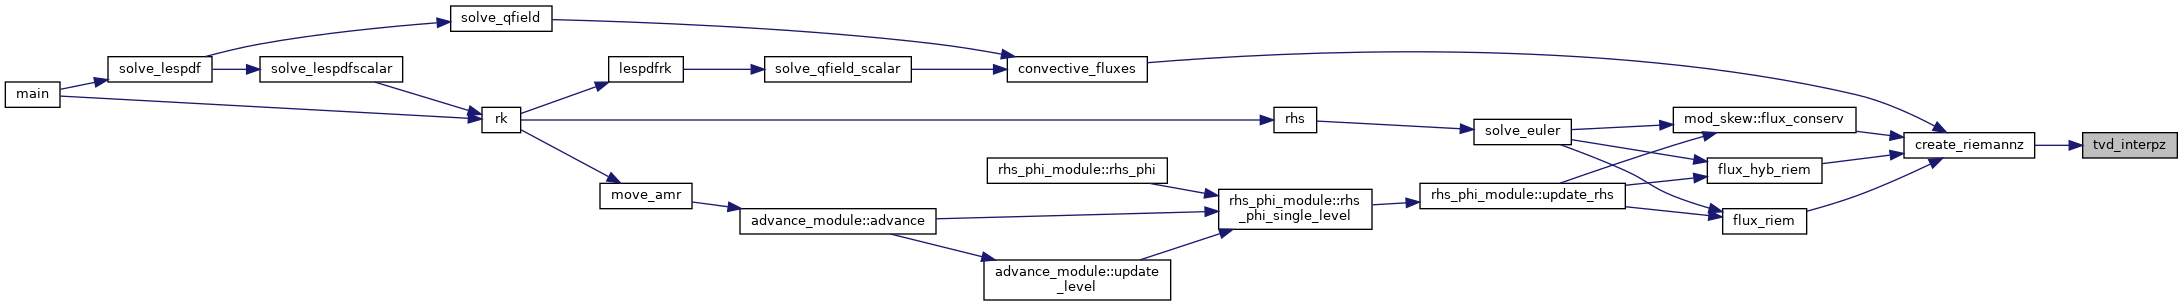 solve_qfield
solve_lespdf
solve_lespdfscalar
lespdfrk
solve_qfield_scalar
convective_fluxes
main
rk
rhs
solve_euler
mod_skew::flux_conserv
create_riemannz
tvd_interpz
rhs_phi_module::rhs_phi
flux_hyb_riem
move_amr
rhs_phi_module::rhs
_phi_single_level
rhs_phi_module::update_rhs
advance_module::advance
flux_riem
advance_module::update
_level